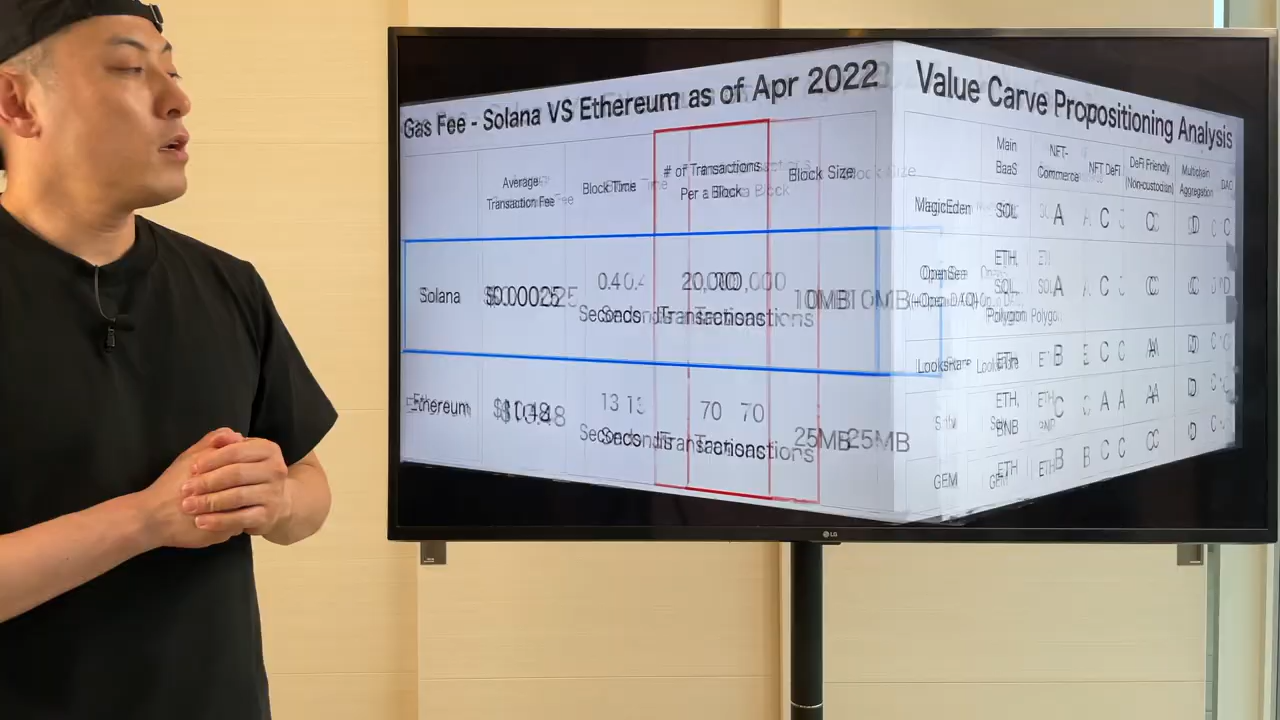 Gas Fee - Solana VS Ethereum as of Apr 2022
Average
Transaction Fee
Block Time
# of Transactions
Per a Block
Block Size
Solana
$0.00025
0.4
Seconds
20,000
Transactions
10MB
Ethereum
13
Seconds
70
Transactions
25MB
Value Carve Propositioning Analysis
Main
BaaS
NFT-
Commerce
NFT DeFi
DeFi Friendly
(Non-custodian)
Multichain
Aggregation
MagicEden
SOL
A
C
C
D
C
OpenSea
ETH,
SOL,
Polygon
A
C
C
D
LooksRare
ETH
B
C
A
D
ETH,
BNB
C
A
A
D
GEM
ETH
B
C
C
D
LG